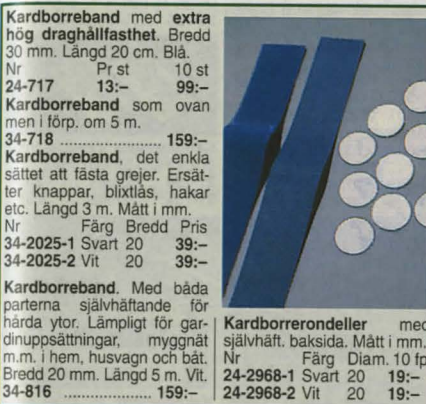 Kardborreband med extra
hög draghållfasthet. Bredd
30 mm. Längd 20 cm. Blå.
Nr Pr st 10 st
24-717 13:– 99:–
Kardborreband som ovan
men i förp. om 5 m.
34-718 .................... 159:–
Kardborreband, det enkla
sättet att fästa grejer. Ersät-
ter knappar, blixtlås, hakar
etc. Längd 3 m. Mått i mm.
Nr Färg Bredd Pris
34-2025-1 Svart 20 39:–
34-2025-2 Vit 20 39:–
Kardborreband. Med båda
parterna självhäftande för
hårda ytor. Lämpligt för gar-
dinuppsättningar, myggnät
m.m. i hem, husvagn och båt.
Bredd 20 mm. Längd 5 m. Vit.
34-816 .................... 159:–
Kardborrerondeller med
självhäft. baksida. Mått i mm.
Nr Färg Diam. 10 fp
24-2968-1 Svart 20 19:–
24-2968-2 Vit 20 19:–